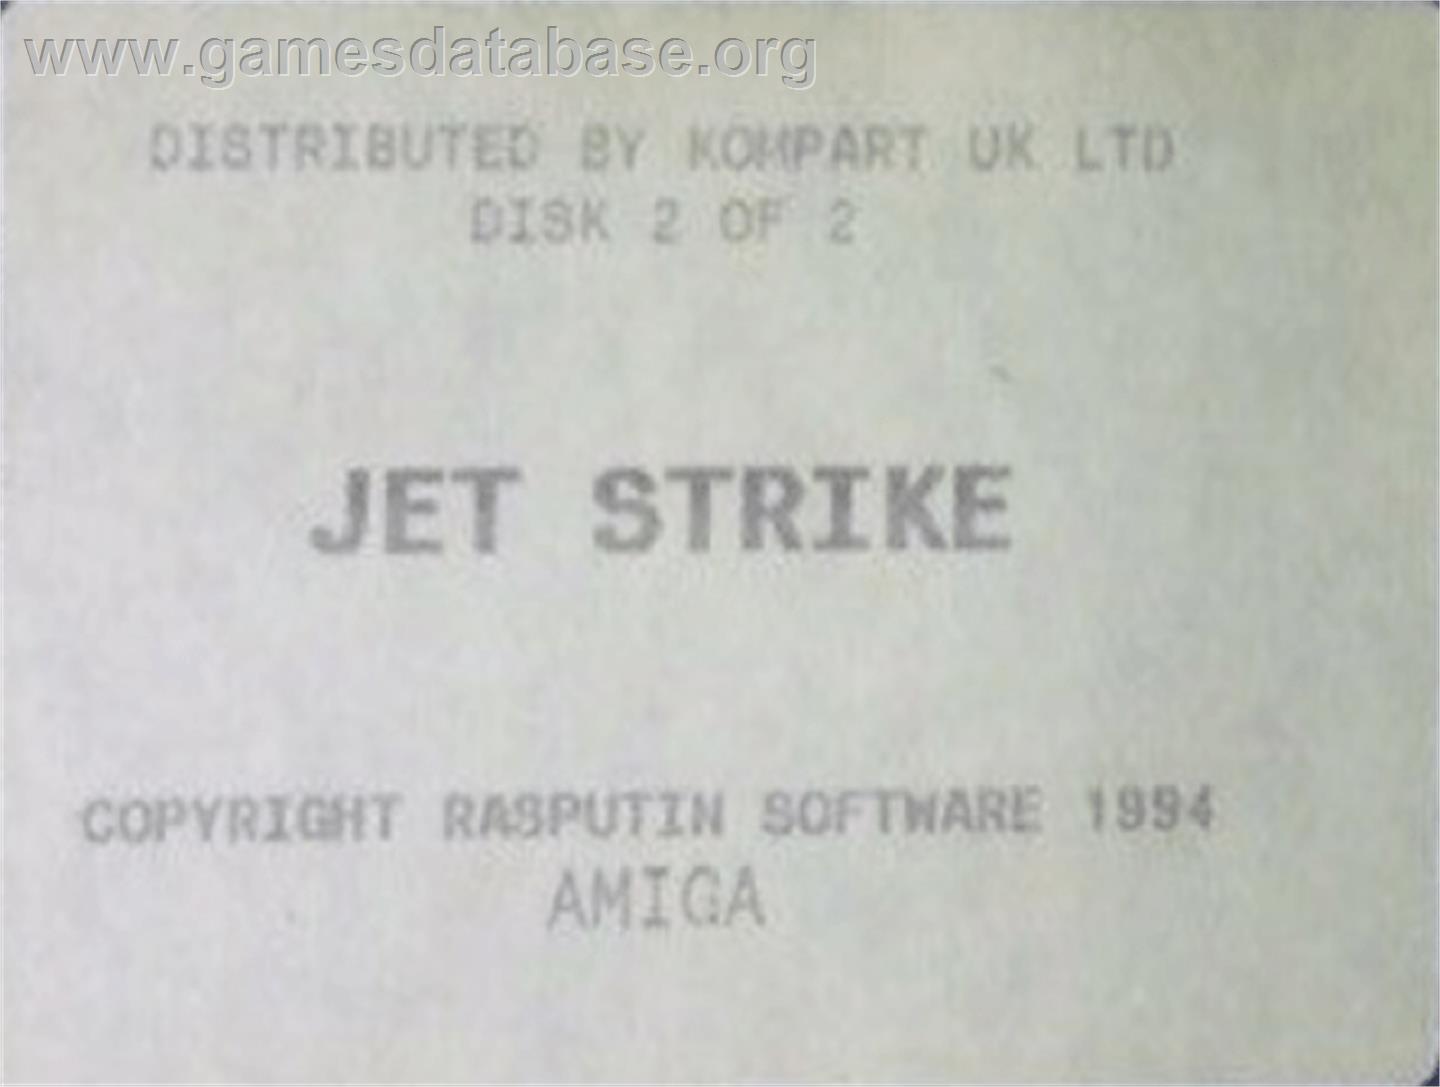 www.gamesdatabase.org
DISTRIBUTED BY KOMPART UK LTD
DISK 2 OF 2
JET STRIKE
COPYRIGHT RASPUTIN SOFTWARE 1994
AMIGA